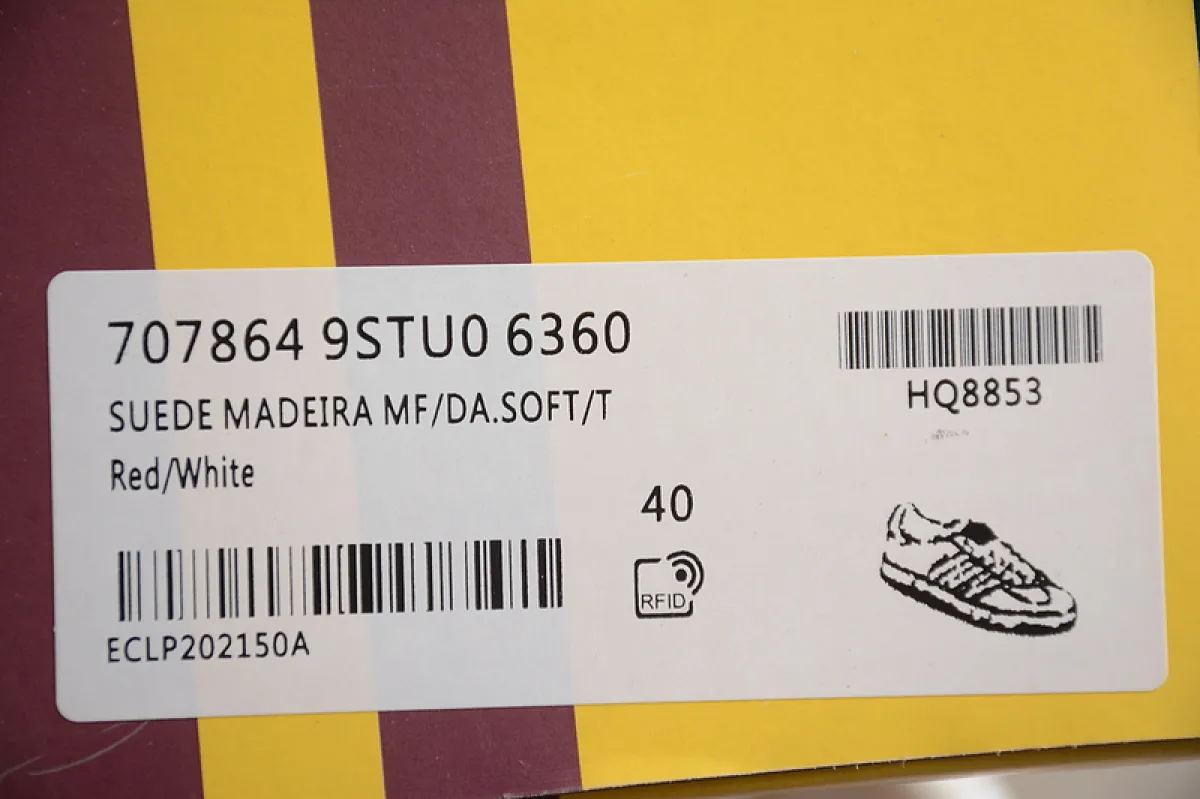 707864 9STU0 6360
SUEDE MADEIRA MF/DA.SOFT/T
Red/White
ECLP202150A
40
RFID
HQ8853